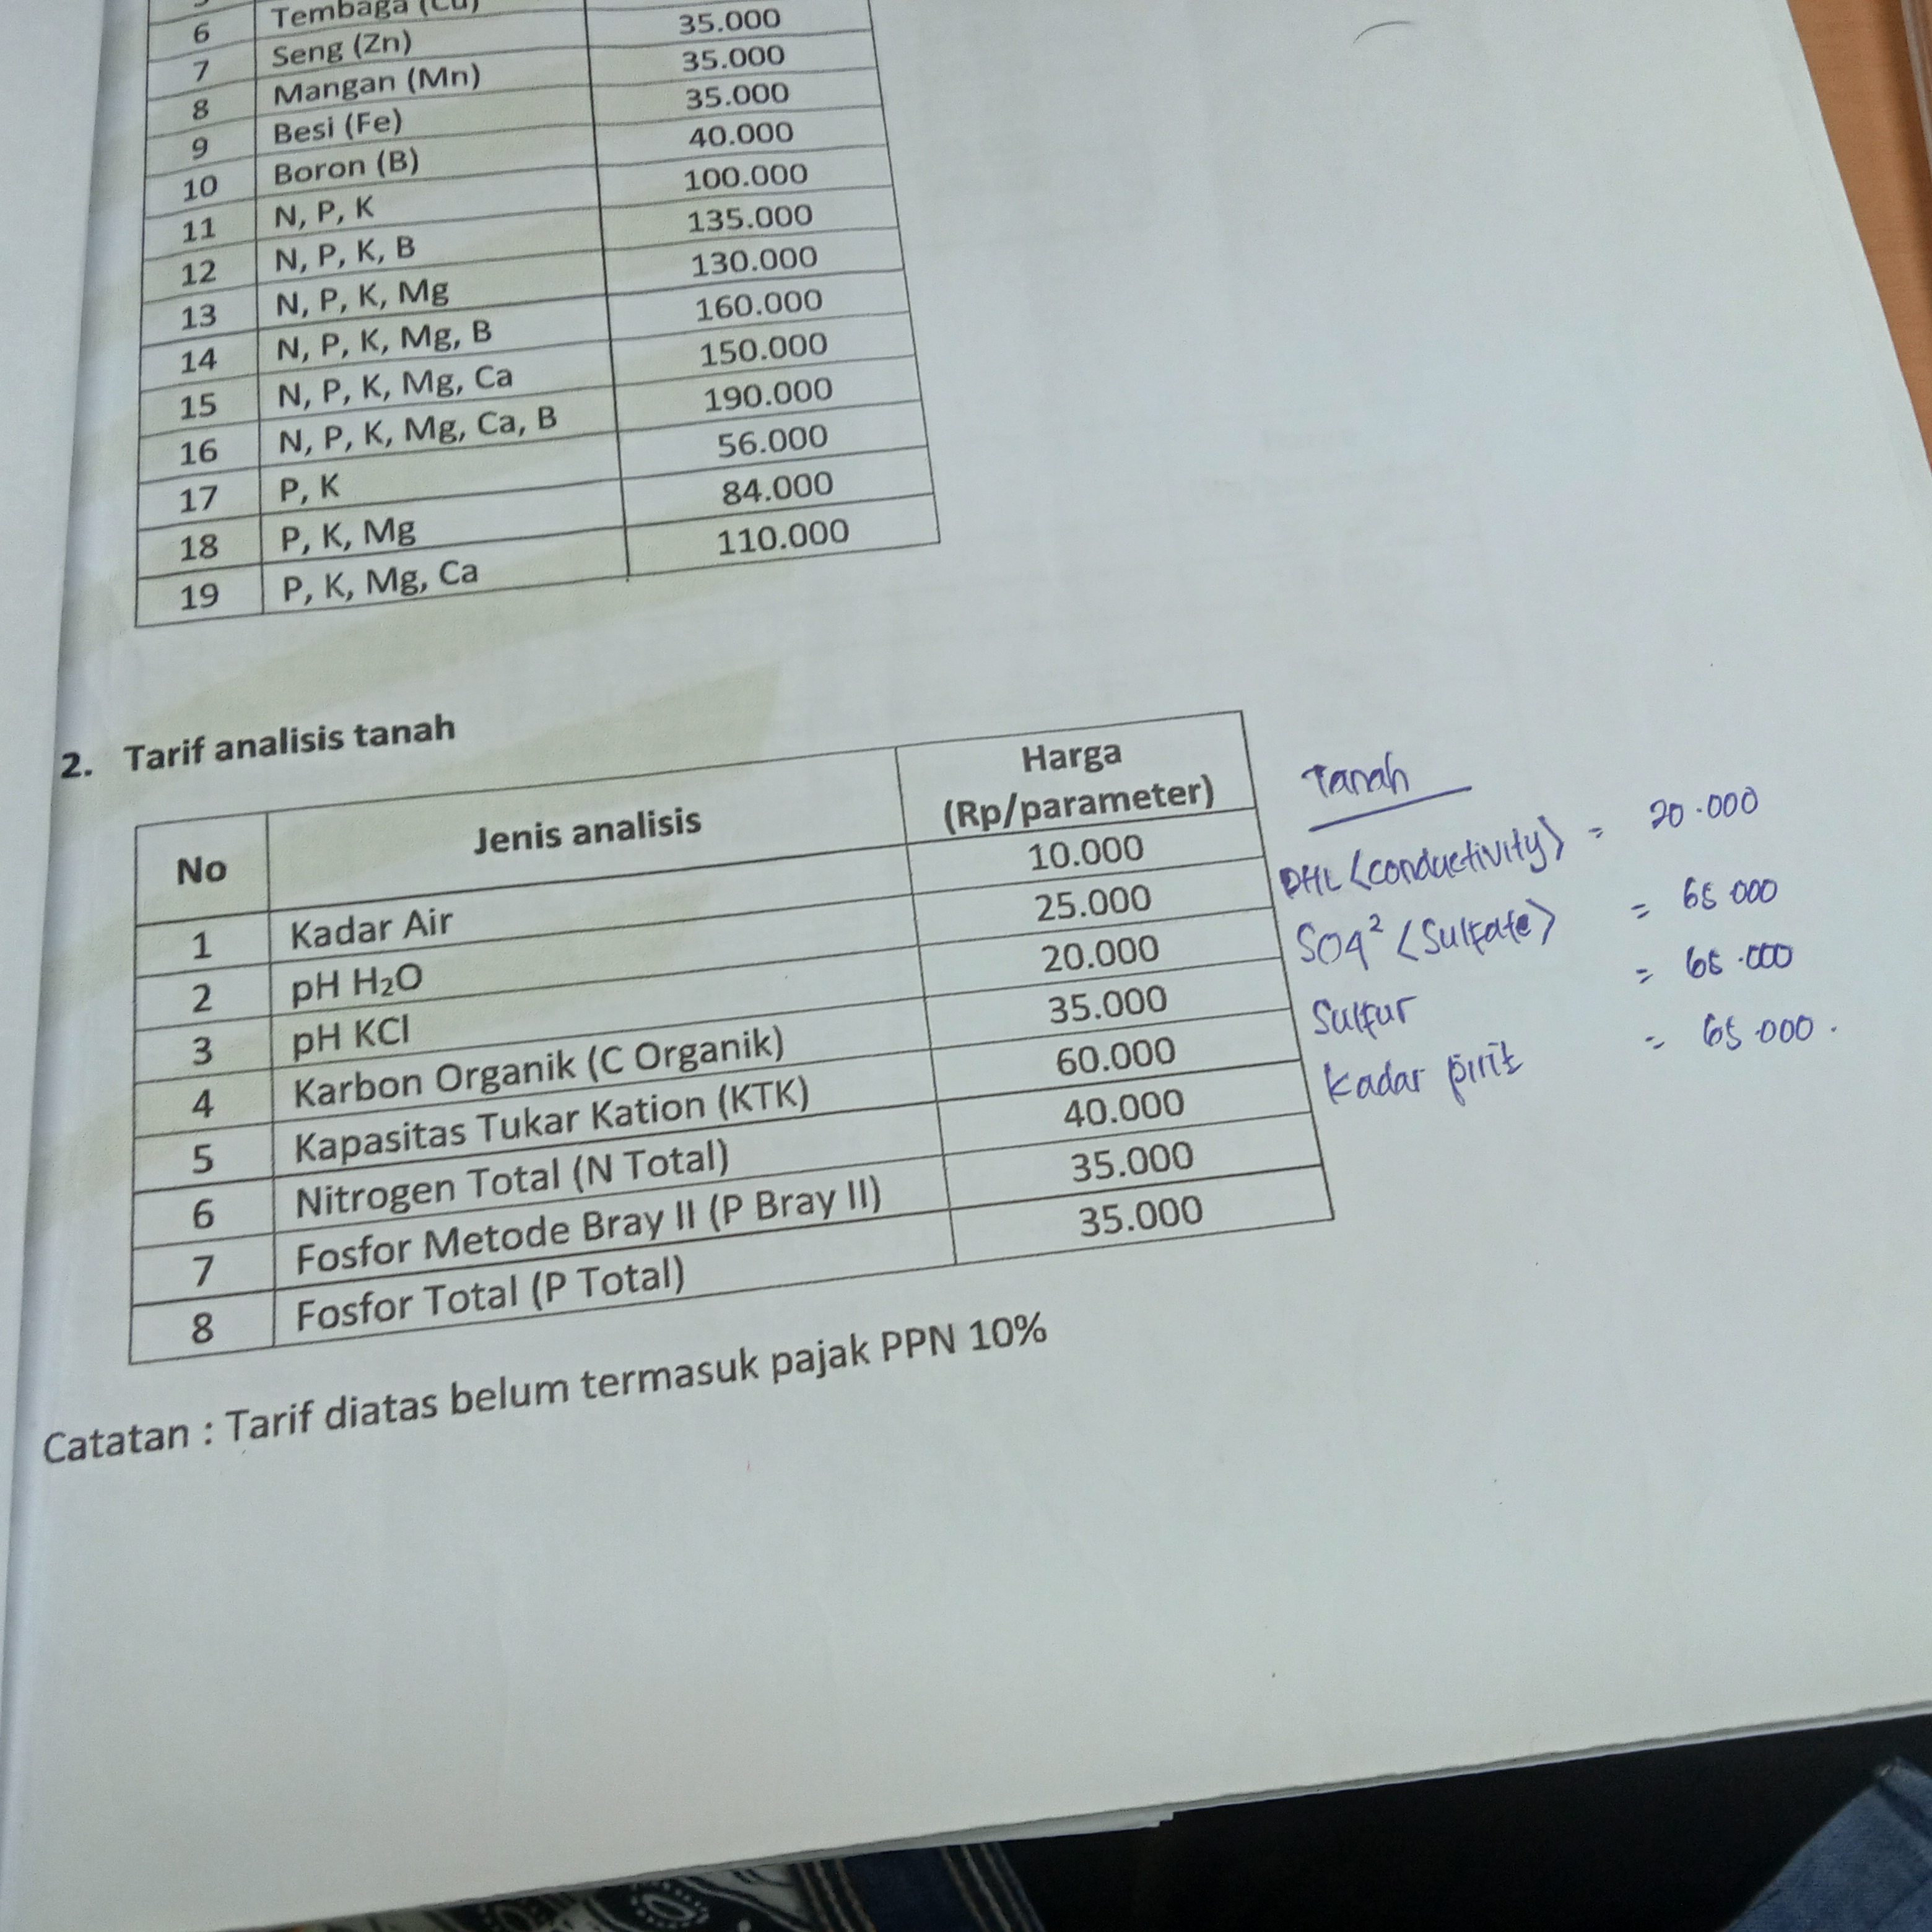 6 Tembaga (Cu)
7 Seng (Zn) 35.000
8 Mangan (Mn) 35.000
9 Besi (Fe) 35.000
10 Boron (B) 40.000
11 N, P, K 100.000
12 N, P, K, B 135.000
13 N, P, K, Mg 130.000
14 N, P, K, Mg, B 160.000
15 N, P, K, Mg, Ca 150.000
16 N, P, K, Mg, Ca, B 190.000
17 P, K 56.000
18 P, K, Mg 84.000
19 P, K, Mg, Ca 110.000
2. Tarif analisis tanah
No Jenis analisis Harga (Rp/parameter)
1 Kadar Air 10.000
2 pH H₂O 25.000
3 pH KCl 20.000
4 Karbon Organik (C Organik) 35.000
5 Kapasitas Tukar Kation (KTK) 60.000
6 Nitrogen Total (N Total) 40.000
7 Fosfor Metode Bray II (P Bray II) 35.000
8 Fosfor Total (P Total) 35.000
Tanah
DHL (conductivity) = 20.000
SO4² (Sulfate) = 65 000
Sulfur = 65.000
Kadar pirit = 65.000.
Catatan : Tarif diatas belum termasuk pajak PPN 10%